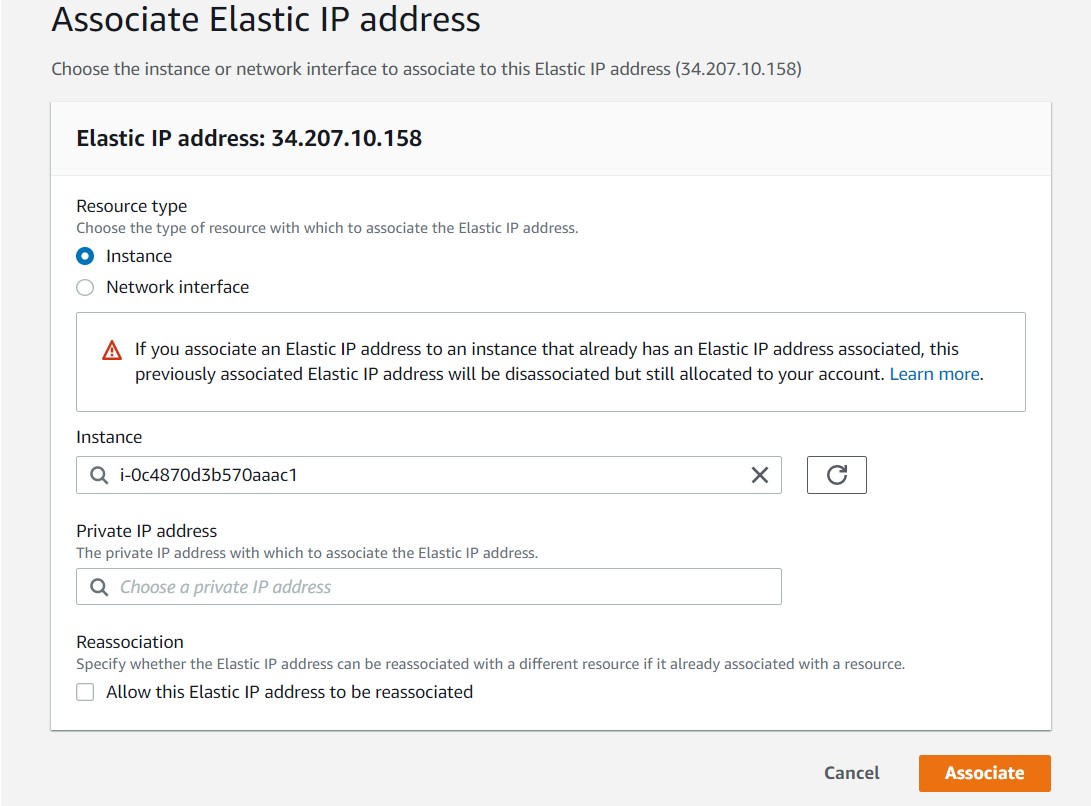 Associate Elastic IP address
Choose the instance or network interface to associate to this Elastic IP address (34.207.10.158)
Elastic IP address: 34.207.10.158
Resource type
Choose the type of resource with which to associate the Elastic IP address.
Instance
Network interface
If you associate an Elastic IP address to an instance that already has an Elastic IP address associated, this
previously associated Elastic IP address will be disassociated but still allocated to your account. Learn more.
Instance
i-0c4870d3b570aaac1
Private IP address
The private IP address with which to associate the Elastic IP address.
Choose a private IP address
Reassociation
Specify whether the Elastic IP address can be reassociated with a different resource if it already associated with a resource.
Allow this Elastic IP address to be reassociated
Cancel Associate